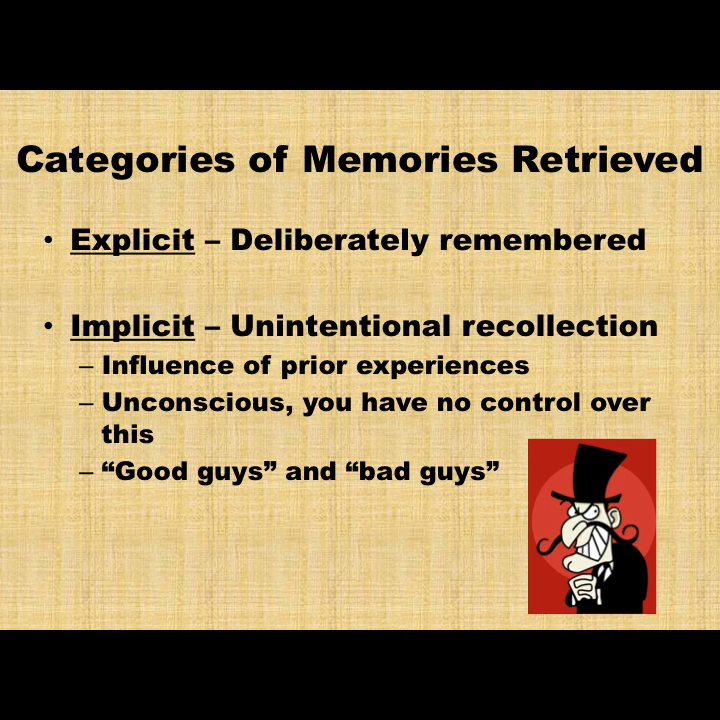 Categories of Memories Retrieved
• Explicit – Deliberately remembered
• Implicit – Unintentional recollection
– Influence of prior experiences
– Unconscious, you have no control over
this
– “Good guys” and “bad guys”